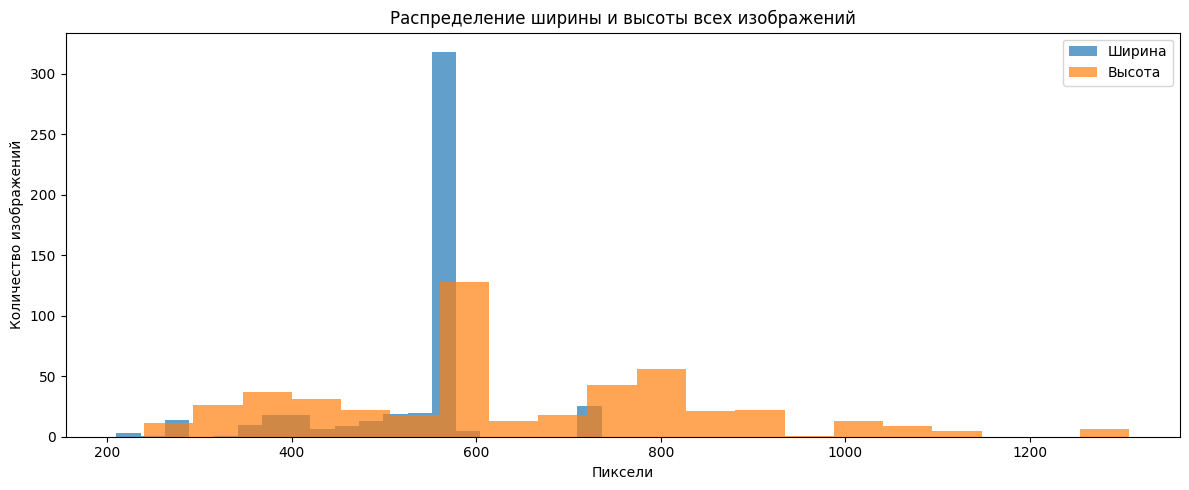 Распределение ширины и высоты всех изображений
Ширина
Высота
Количество изображений
300
250
200
150
100
50
0
200
400
600
800
1000
1200
Пиксели